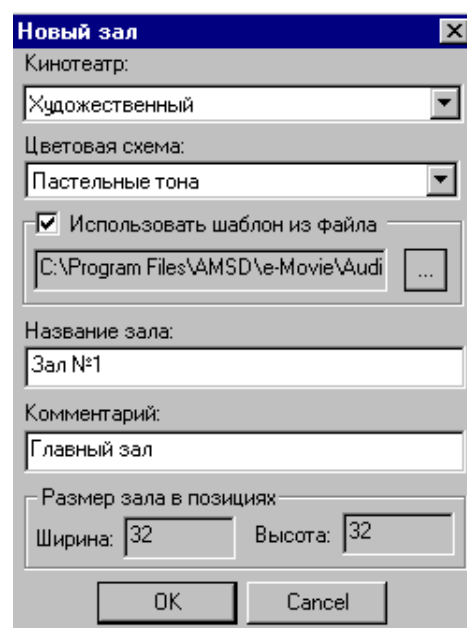 Новый зал
Кинотеатр:
Художественный
Цветовая схема:
Пастельные тона
Использовать шаблон из файла
C:\Program Files\AMSD\e-Movie\Audi
...
Название зала:
Зал №1
Комментарий:
Главный зал
Размер зала в позициях
Ширина: 32 Высота: 32
OK Cancel